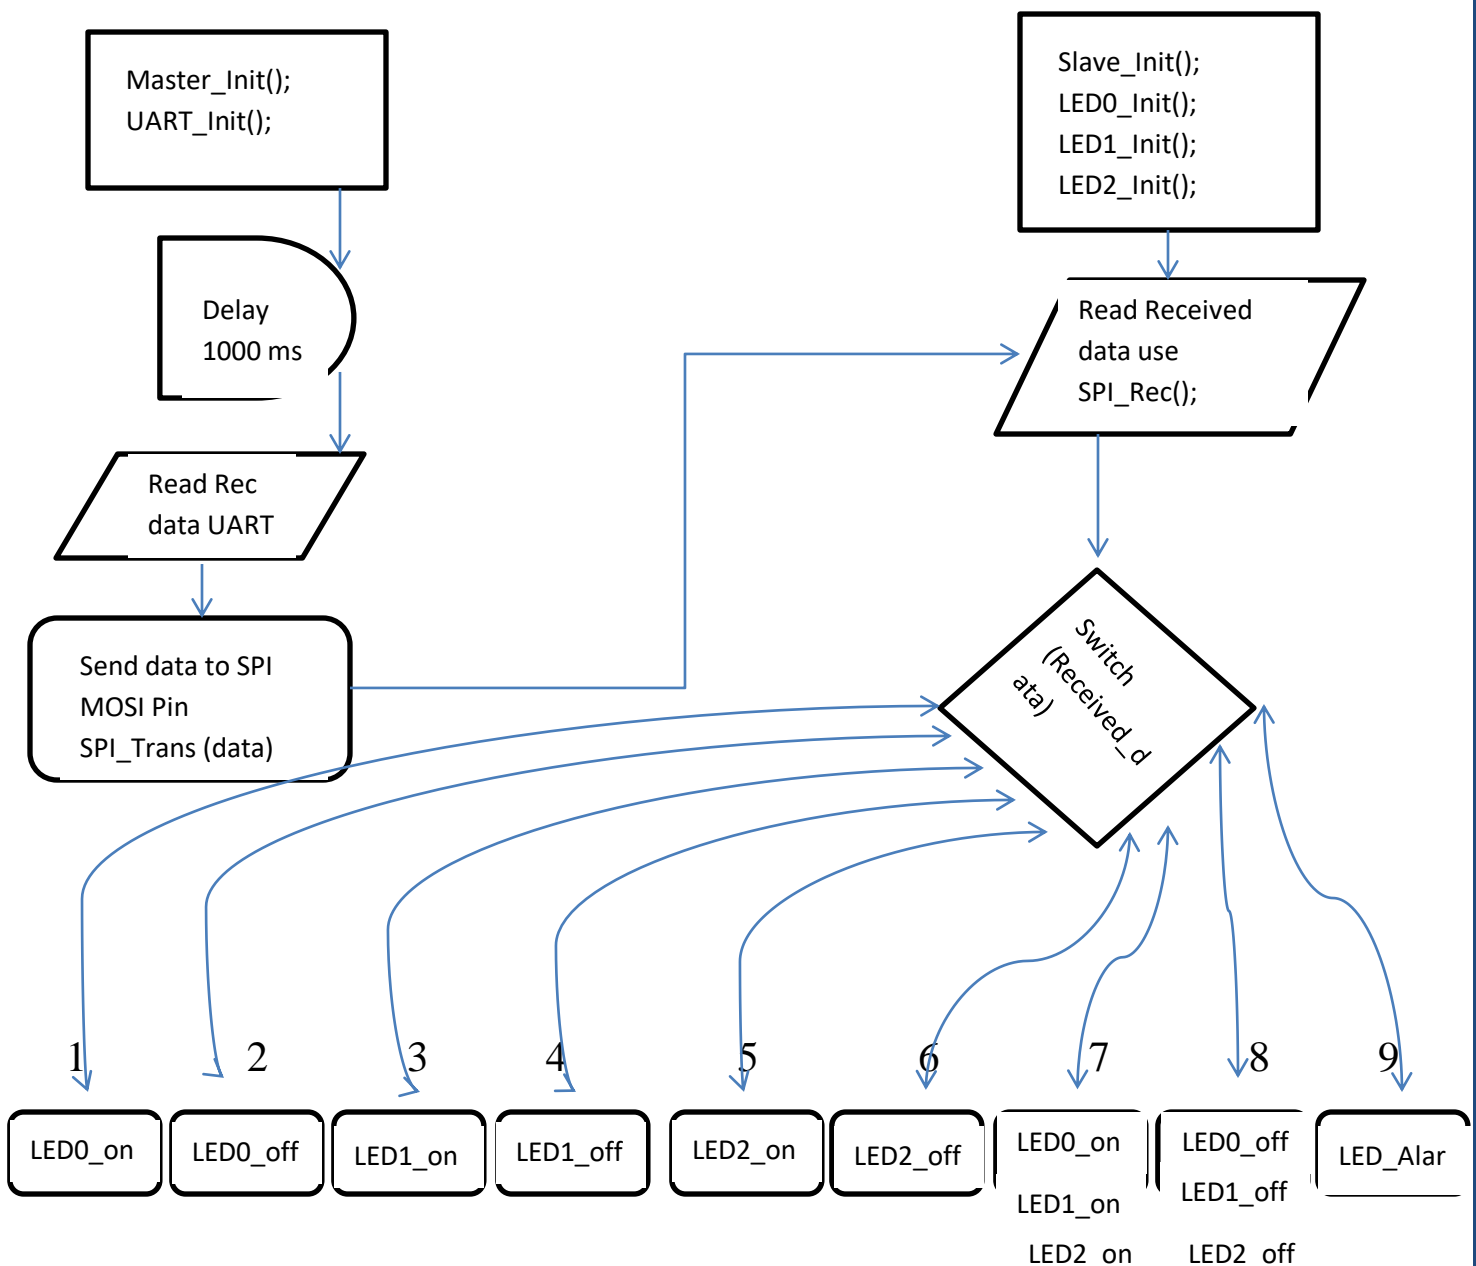 Master_Init();
UART_Init();
Delay
1000 ms
Read Rec
data UART
Send data to SPI
MOSI Pin
SPI_Trans (data)
Slave_Init();
LED0_Init();
LED1_Init();
LED2_Init();
Read Received
data use
SPI_Rec();
Switch
(Received_d
ata)
1
2
3
4
5
6
7
8
9
LED0_on
LED0_off
LED1_on
LED1_off
LED2_on
LED2_off
LED0_on
LED1_on
LED2_on
LED0_off
LED1_off
LED2_off
LED_Alar